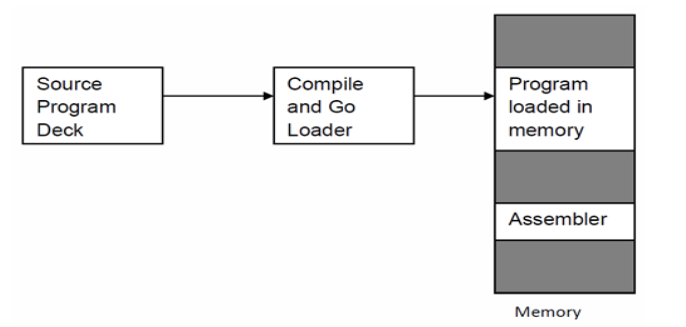 Source
Program
Deck
Compile
and Go
Loader
Program
loaded in
memory
Assembler
Memory